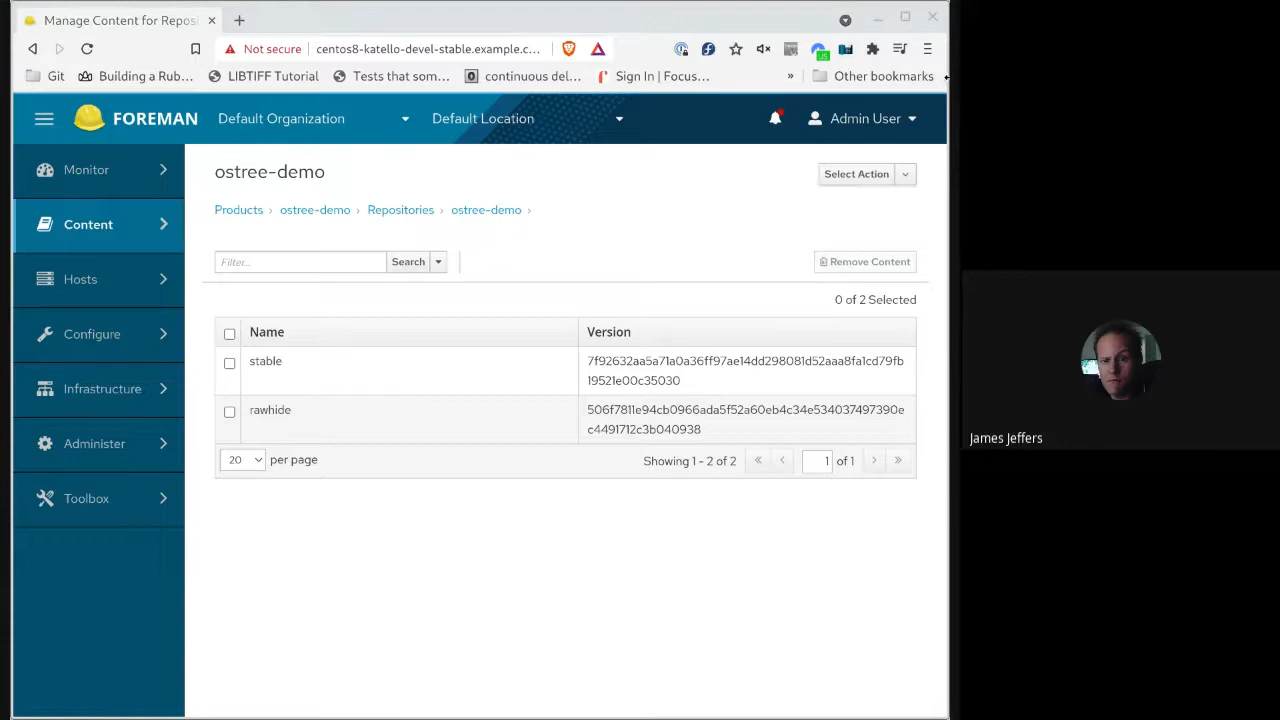 Manage Content for Reposi
Not secure centos8-katello-devel-stable.example.c...
JS
Git Building a Rub... LIBTIFF Tutorial Tests that som... continuous del... Sign In | Focus... » Other bookmarks
FOREMAN Default Organization Default Location Admin User
Monitor
Content
Hosts
Configure
Infrastructure
Administer
Toolbox
ostree-demo
Select Action
Products › ostree-demo › Repositories › ostree-demo ›
Filter... Search Remove Content
0 of 2 Selected
Name Version
stable 7f92632aa5a71a0a36ff97ae14dd298081d52aaa8fa1cd79fb
19521e00c35030
rawhide 506f7811e94cb0966ada5f52a60eb4c34e534037497390e
c4491712c3b040938
20 per page Showing 1 - 2 of 2 « ‹ 1 of 1 › »
James Jeffers